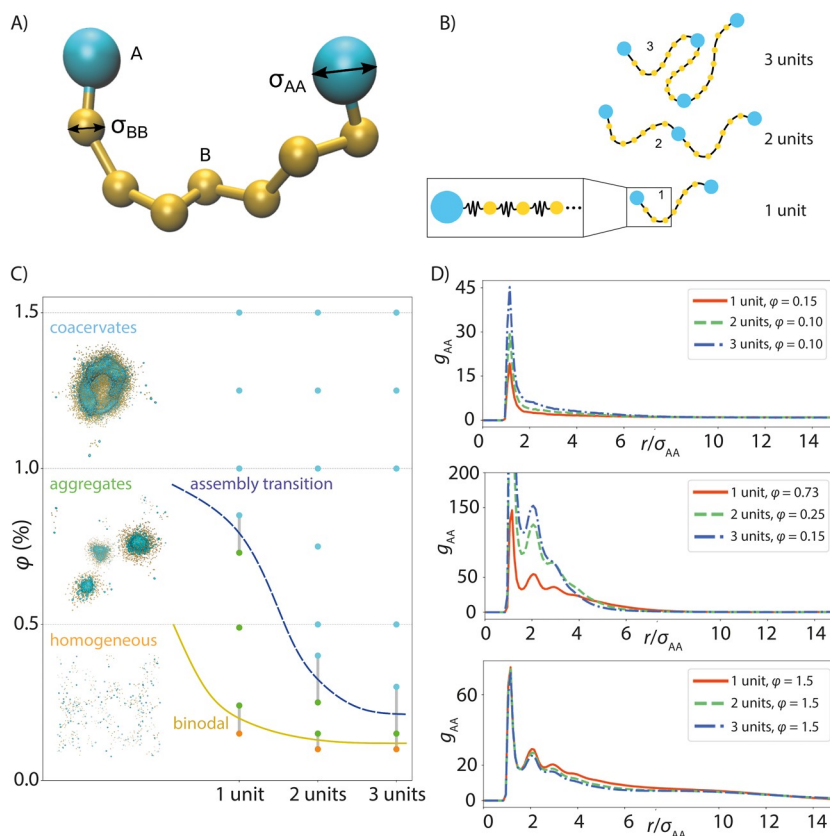 A)
A
σAA
σBB
B
B)
3
3 units
2
2 units
1
1 unit
C)
1.5
coacervates
1.0
aggregates
assembly transition
φ (%)
0.5
homogeneous
binodal
0.0
1 unit
2 units
3 units
D)
45
30
15
0
gAA
1 unit, φ = 0.15
2 units, φ = 0.10
3 units, φ = 0.10
0 2 4 6 10 12 14
r/σAA
200
150
50
0
gAA
1 unit, φ = 0.73
2 units, φ = 0.25
3 units, φ = 0.15
0 2 4 6 10 12 14
r/σAA
60
20
0
gAA
1 unit, φ = 1.5
2 units, φ = 1.5
3 units, φ = 1.5
0 2 4 6 10 12 14
r/σAA